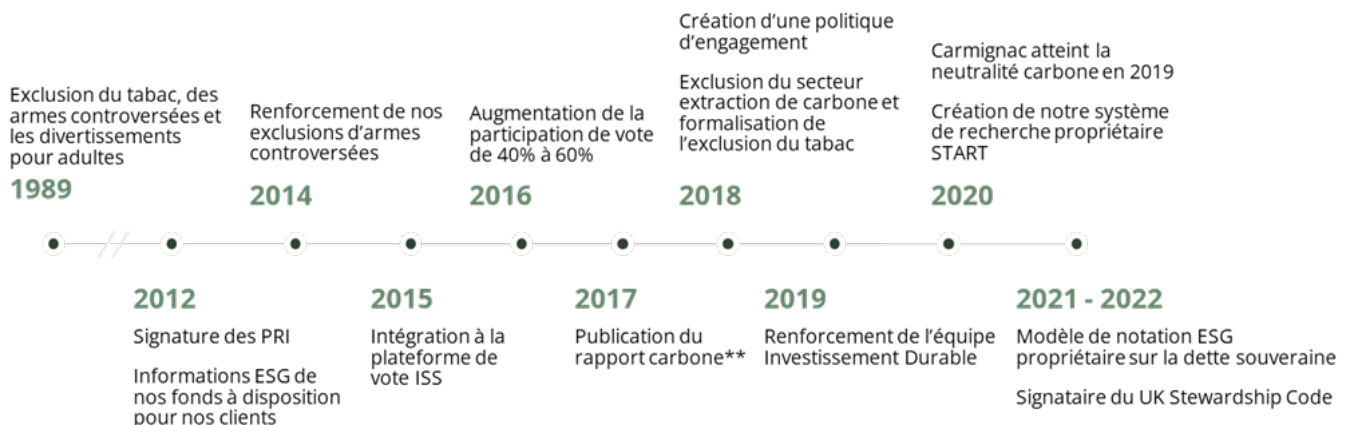 Exclusion du tabac, des
armes controversées et
les divertissements
pour adultes
1989
2012
Signature des PRI
Informations ESG de
nos fonds à disposition
pour nos clients
Renforcement de nos
exclusions d'armes
controversées
2014
2015
Intégration à la
plateforme de
vote ISS
Augmentation de la
participation de vote
de 40% à 60%
2016
2017
Publication du
rapport carbone**
Création d'une politique
d'engagement
Exclusion du secteur
extraction de carbone et
formalisation de
l'exclusion du tabac
2018
2019
Renforcement de l'équipe
Investissement Durable
Carmignac atteint la
neutralité carbone en 2019
Création de notre système
de recherche propriétaire
START
2020
2021 - 2022
Modèle de notation ESG
propriétaire sur la dette souveraine
Signataire du UK Stewardship Code